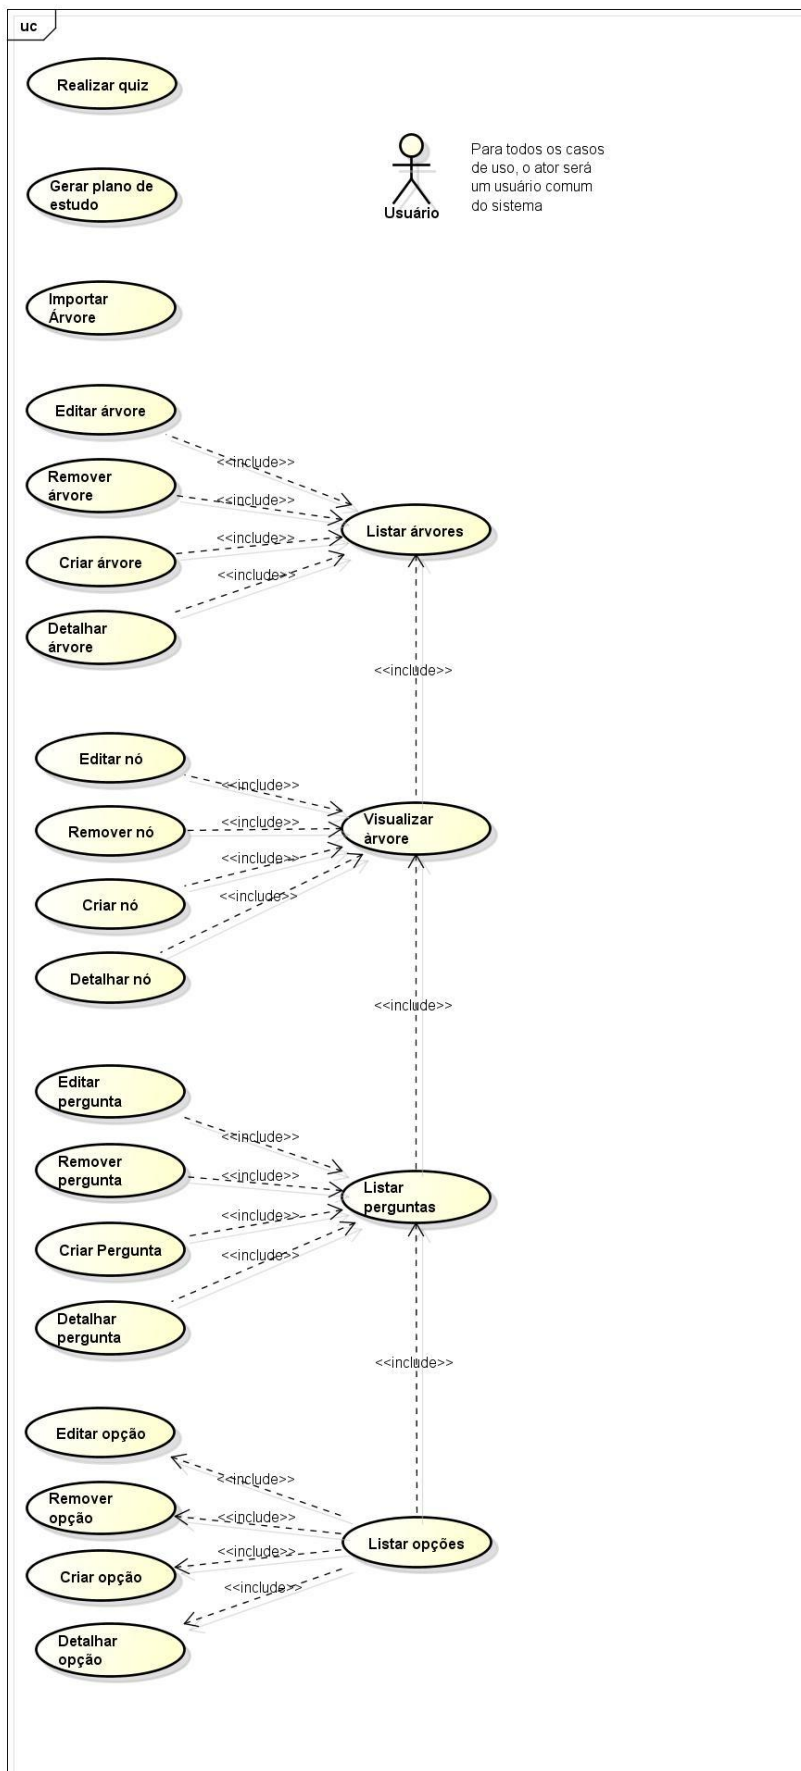 uc
Realizar quiz
Gerar plano de
estudo
Importar
Árvore
Usuário
Para todos os casos
de uso, o ator será
um usuário comum
do sistema
Editar árvore
Remover
árvore
Criar árvore
Detalhar
árvore
<<include>>
<<include>>
<<include>>
<<include>>
Listar árvores
<<include>>
Editar nó
Remover nó
Criar nó
Detalhar nó
<<include>>
<<include>>
<<include>>
<<include>>
Visualizar
àrvore
<<include>>
Editar
pergunta
Remover
pergunta
Criar Pergunta
Detalhar
pergunta
<<include>>
<<include>>
<<include>>
<<include>>
Listar
perguntas
<<include>>
Editar opção
Remover
opção
Criar opção
Detalhar
opção
<<include>>
<<include>>
<<include>>
<<include>>
Listar opções